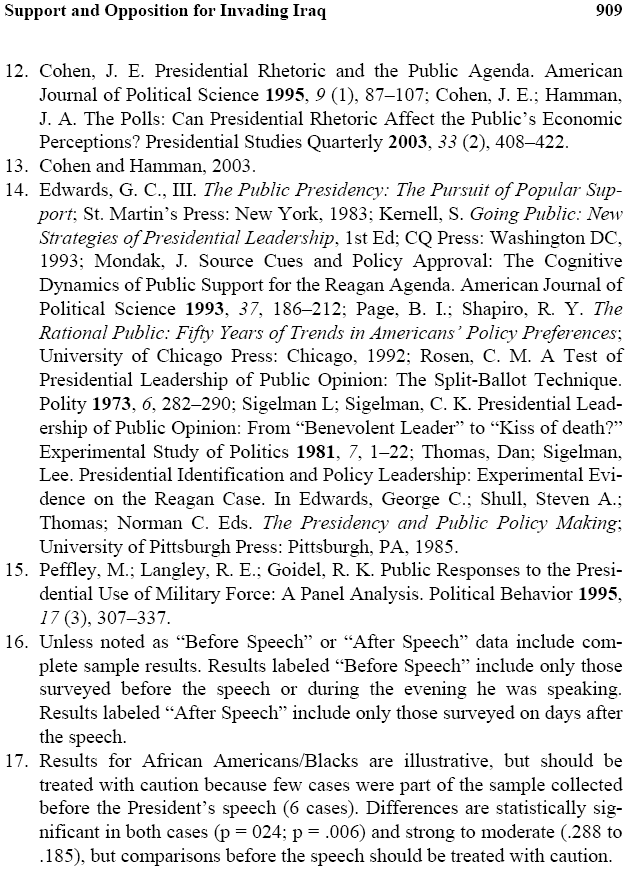 Support and Opposition for Invading Iraq 909
12. Cohen, J. E. Presidential Rhetoric and the Public Agenda. American
Journal of Political Science 1995, 9 (1), 87–107; Cohen, J. E.; Hamman,
J. A. The Polls: Can Presidential Rhetoric Affect the Public's Economic
Perceptions? Presidential Studies Quarterly 2003, 33 (2), 408–422.
13. Cohen and Hamman, 2003.
14. Edwards, G. C., III. The Public Presidency: The Pursuit of Popular Sup-
port; St. Martin's Press: New York, 1983; Kernell, S. Going Public: New
Strategies of Presidential Leadership, 1st Ed; CQ Press: Washington DC,
1993; Mondak, J. Source Cues and Policy Approval: The Cognitive
Dynamics of Public Support for the Reagan Agenda. American Journal of
Political Science 1993, 37, 186–212; Page, B. I.; Shapiro, R. Y. The
Rational Public: Fifty Years of Trends in Americans' Policy Preferences;
University of Chicago Press: Chicago, 1992; Rosen, C. M. A Test of
Presidential Leadership of Public Opinion: The Split-Ballot Technique.
Polity 1973, 6, 282–290; Sigelman L; Sigelman, C. K. Presidential Lead-
ership of Public Opinion: From “Benevolent Leader” to “Kiss of death?”
Experimental Study of Politics 1981, 7, 1–22; Thomas, Dan; Sigelman,
Lee. Presidential Identification and Policy Leadership: Experimental Evi-
dence on the Reagan Case. In Edwards, George C.; Shull, Steven A.;
Thomas; Norman C. Eds. The Presidency and Public Policy Making;
University of Pittsburgh Press: Pittsburgh, PA, 1985.
15. Peffley, M.; Langley, R. E.; Goidel, R. K. Public Responses to the Presi-
dential Use of Military Force: A Panel Analysis. Political Behavior 1995,
17 (3), 307–337.
16. Unless noted as “Before Speech” or “After Speech” data include com-
plete sample results. Results labeled “Before Speech” include only those
surveyed before the speech or during the evening he was speaking.
Results labeled “After Speech” include only those surveyed on days after
the speech.
17. Results for African Americans/Blacks are illustrative, but should be
treated with caution because few cases were part of the sample collected
before the President's speech (6 cases). Differences are statistically sig-
nificant in both cases (p = 024; p = .006) and strong to moderate (.288 to
.185), but comparisons before the speech should be treated with caution.